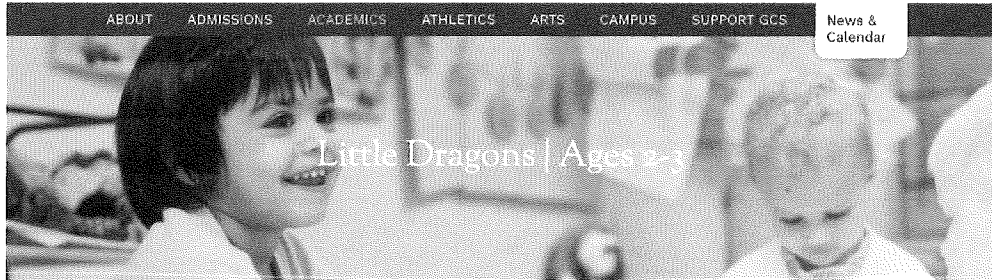 ABOUT ADMISSIONS ACADEMICS ATHLETICS ARTS CAMPUS SUPPORT GCS News &
Calendar
Little Dragons | Ages 2-3